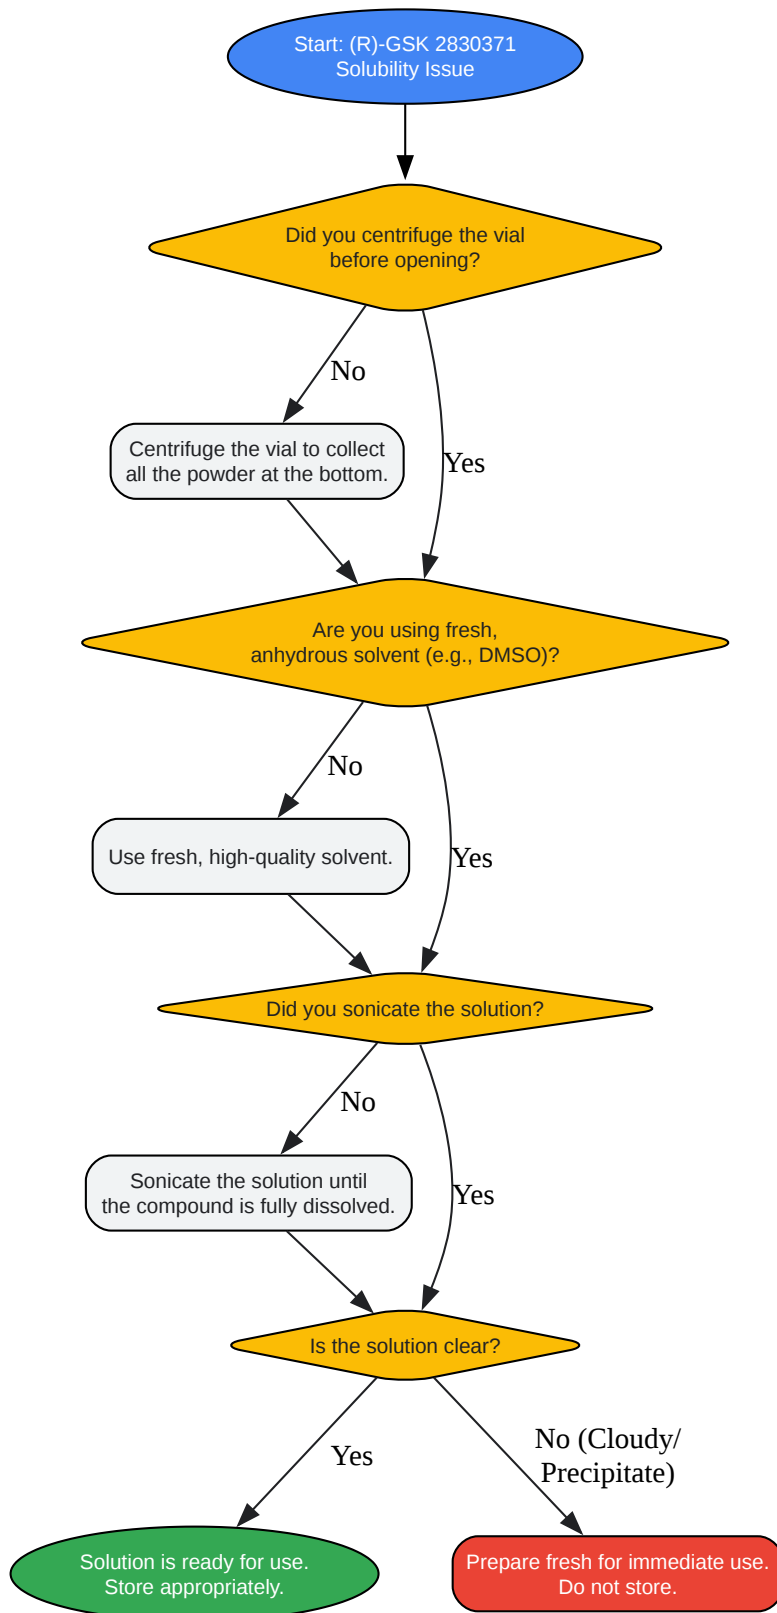 Start: (R)-GSK 2830371
Solubility Issue
Did you centrifuge the vial
before opening?
No
Centrifuge the vial to collect
all the powder at the bottom.
Yes
Are you using fresh,
anhydrous solvent (e.g., DMSO)?
No
Use fresh, high-quality solvent.
Yes
Did you sonicate the solution?
No
Sonicate the solution until
the compound is fully dissolved.
Yes
Is the solution clear?
Yes
No (Cloudy/
Precipitate)
Solution is ready for use.
Store appropriately.
Prepare fresh for immediate use.
Do not store.